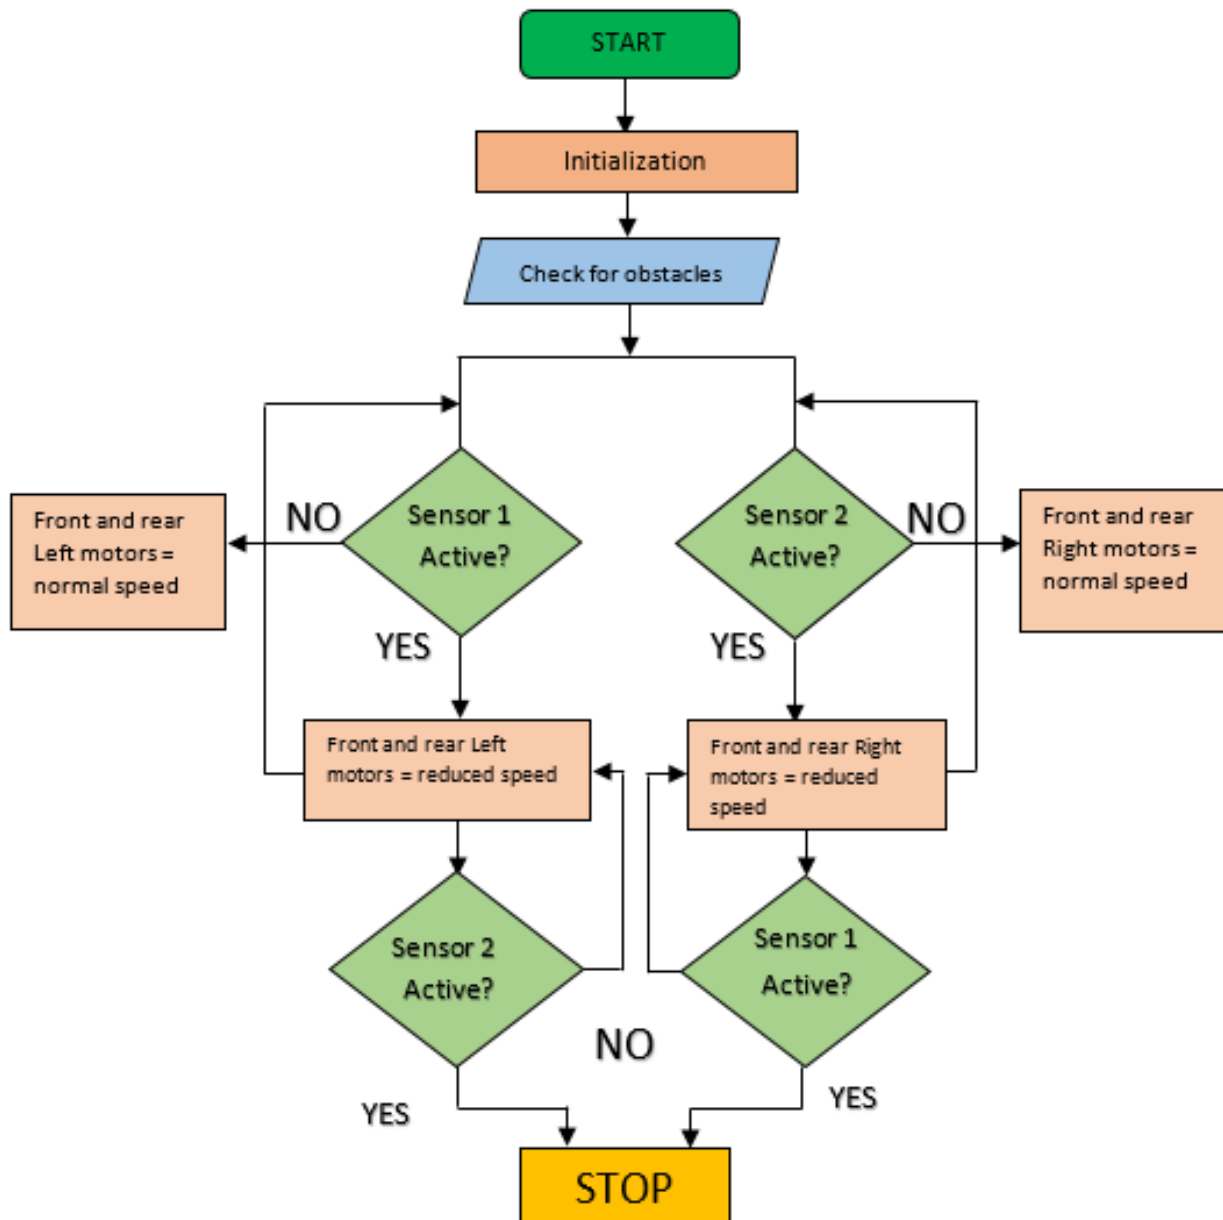 START
Initialization
Check for obstacles
Front and rear
Left motors =
normal speed
NO
Sensor 1
Active?
YES
Sensor 2
Active?
NO
YES
Front and rear
Right motors =
normal speed
Front and rear Left
motors = reduced speed
Front and rear Right
motors = reduced
speed
Sensor 2
Active?
Sensor 1
Active?
NO
YES
YES
STOP